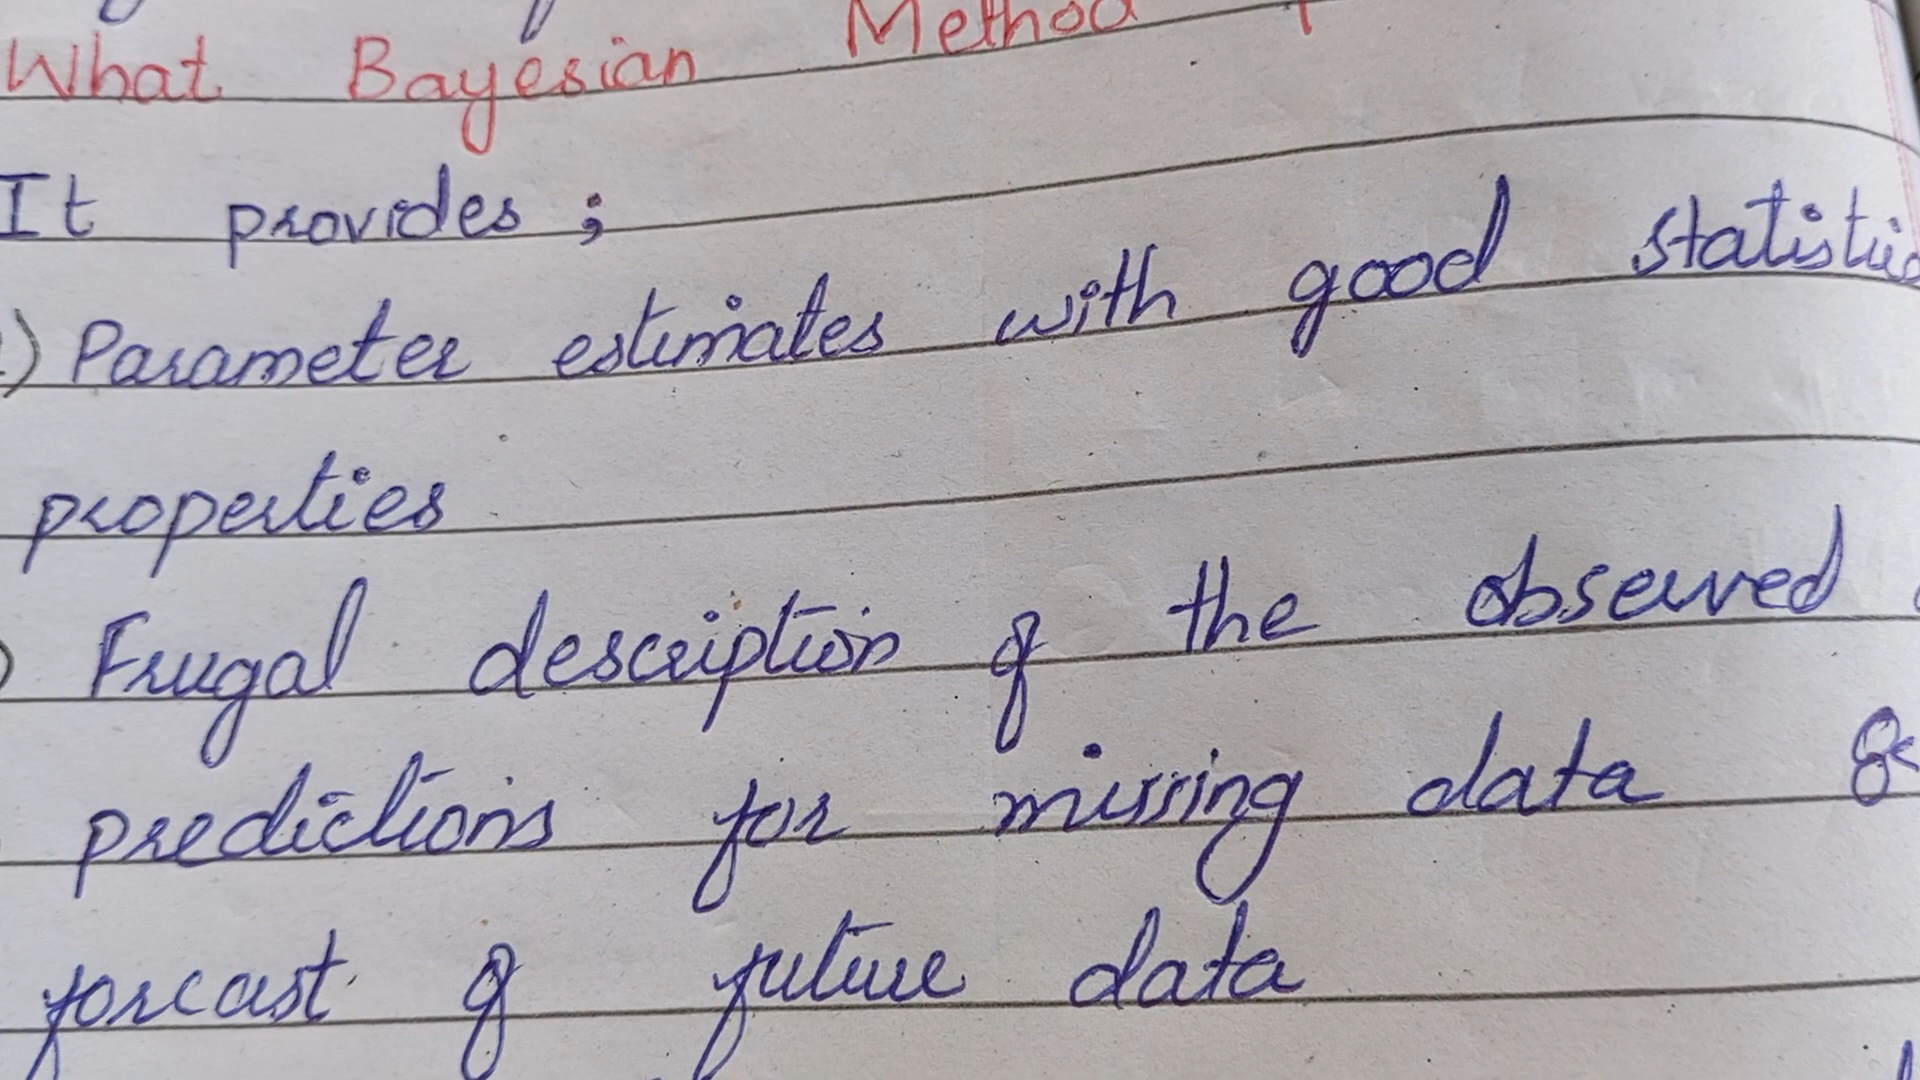 What Bayesian Method
It provides ;
) Parameter estimates with good
properties
Frugal description of the observed
predictions for missing data &
forcast of future data